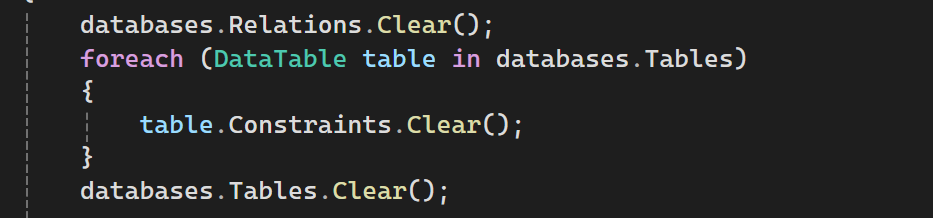 databases.Relations.Clear();
foreach (DataTable table in databases.Tables)
{
    table.Constraints.Clear();
}
databases.Tables.Clear();